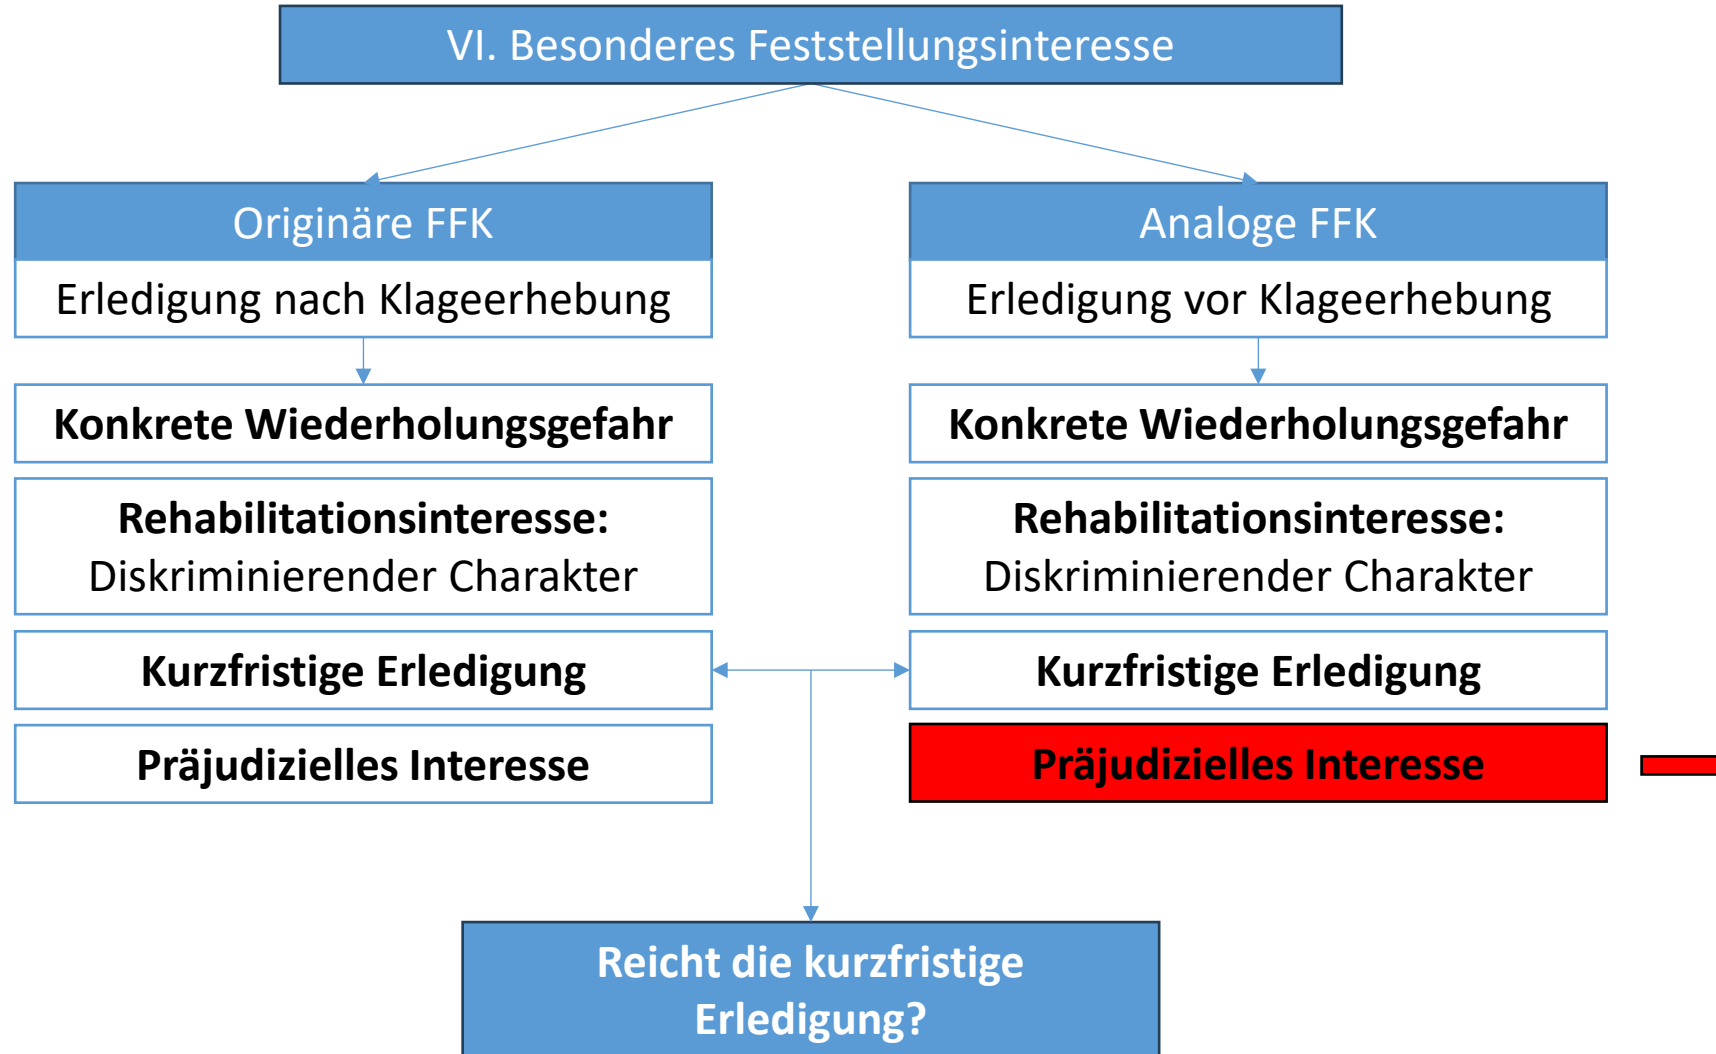 VI. Besonderes Feststellungsinteresse
Originäre FFK
Erledigung nach Klageerhebung
Konkrete Wiederholungsgefahr
Rehabilitationsinteresse:
Diskriminierender Charakter
Kurzfristige Erledigung
Präjudizielles Interesse
Analoge FFK
Erledigung vor Klageerhebung
Konkrete Wiederholungsgefahr
Rehabilitationsinteresse:
Diskriminierender Charakter
Kurzfristige Erledigung
Präjudizielles Interesse
Reicht die kurzfristige
Erledigung?